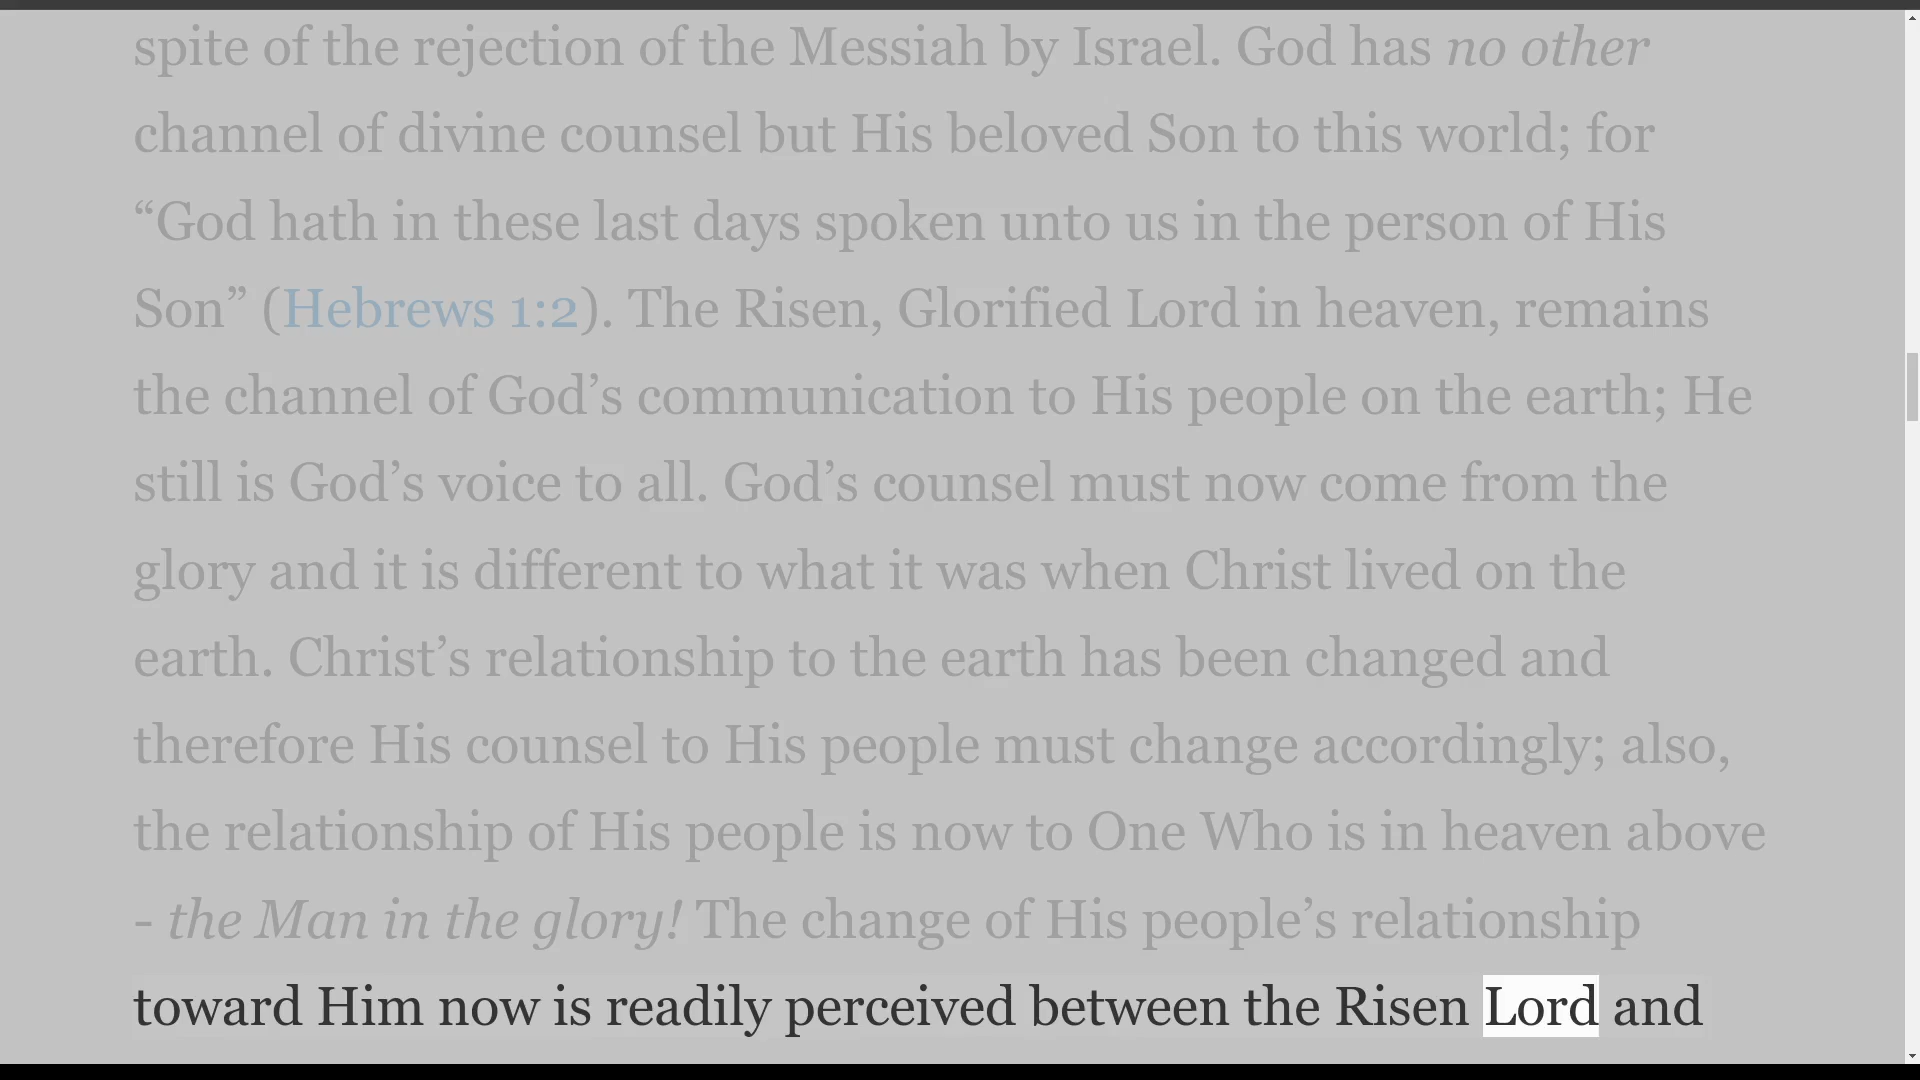 spite of the rejection of the Messiah by Israel. God has no other
channel of divine counsel but His beloved Son to this world; for
“God hath in these last days spoken unto us in the person of His
Son” (Hebrews 1:2). The Risen, Glorified Lord in heaven, remains
the channel of God’s communication to His people on the earth; He
still is God’s voice to all. God’s counsel must now come from the
glory and it is different to what it was when Christ lived on the
earth. Christ’s relationship to the earth has been changed and
therefore His counsel to His people must change accordingly; also,
the relationship of His people is now to One Who is in heaven above
- the Man in the glory! The change of His people’s relationship
toward Him now is readily perceived between the Risen Lord and